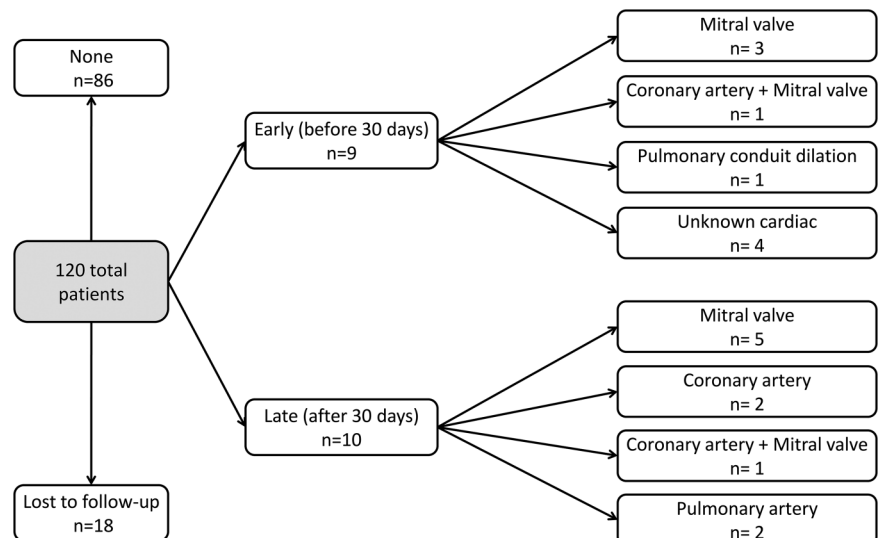 None
n=86
120 total
patients
Lost to follow-up
n=18
Early (before 30 days)
n=9
Late (after 30 days)
n=10
Mitral valve
n= 3
Coronary artery + Mitral valve
n= 1
Pulmonary conduit dilation
n= 1
Unknown cardiac
n= 4
Mitral valve
n= 5
Coronary artery
n= 2
Coronary artery + Mitral valve
n= 1
Pulmonary artery
n= 2